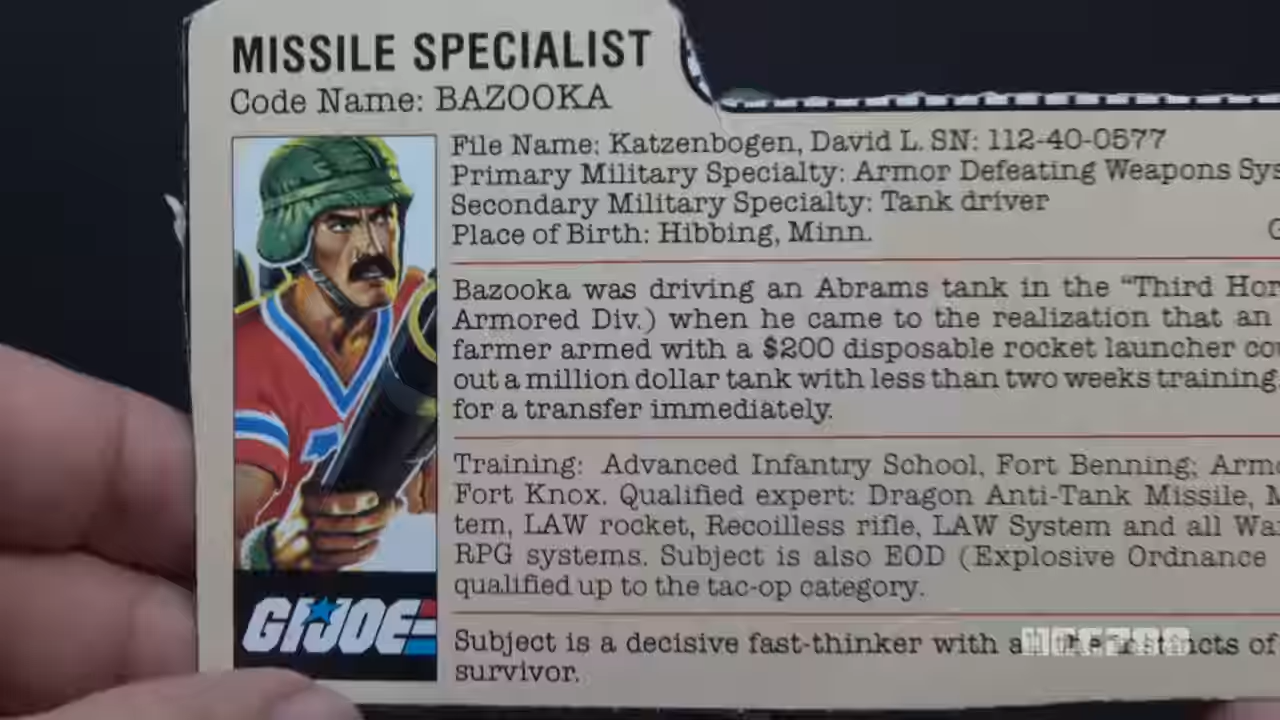 MISSILE SPECIALIST
Code Name: BAZOOKA
File Name: Katzenbogen, David L. SN: 112-40-0577
Primary Military Specialty: Armor Defeating Weapons Sys
Secondary Military Specialty: Tank driver
Place of Birth: Hibbing, Minn. G
Bazooka was driving an Abrams tank in the “Third Hor
Armored Div.) when he came to the realization that an
farmer armed with a $200 disposable rocket launcher cou
out a million dollar tank with less than two weeks training.
for a transfer immediately.
Training: Advanced Infantry School, Fort Benning; Armo
Fort Knox. Qualified expert: Dragon Anti-Tank Missile, M
tem, LAW rocket, Recoilless rifle, LAW System and all Wa
RPG systems. Subject is also EOD (Explosive Ordnance
qualified up to the tac-op category.
GI JOE
Subject is a decisive fast-thinker with all the instincts of
survivor.